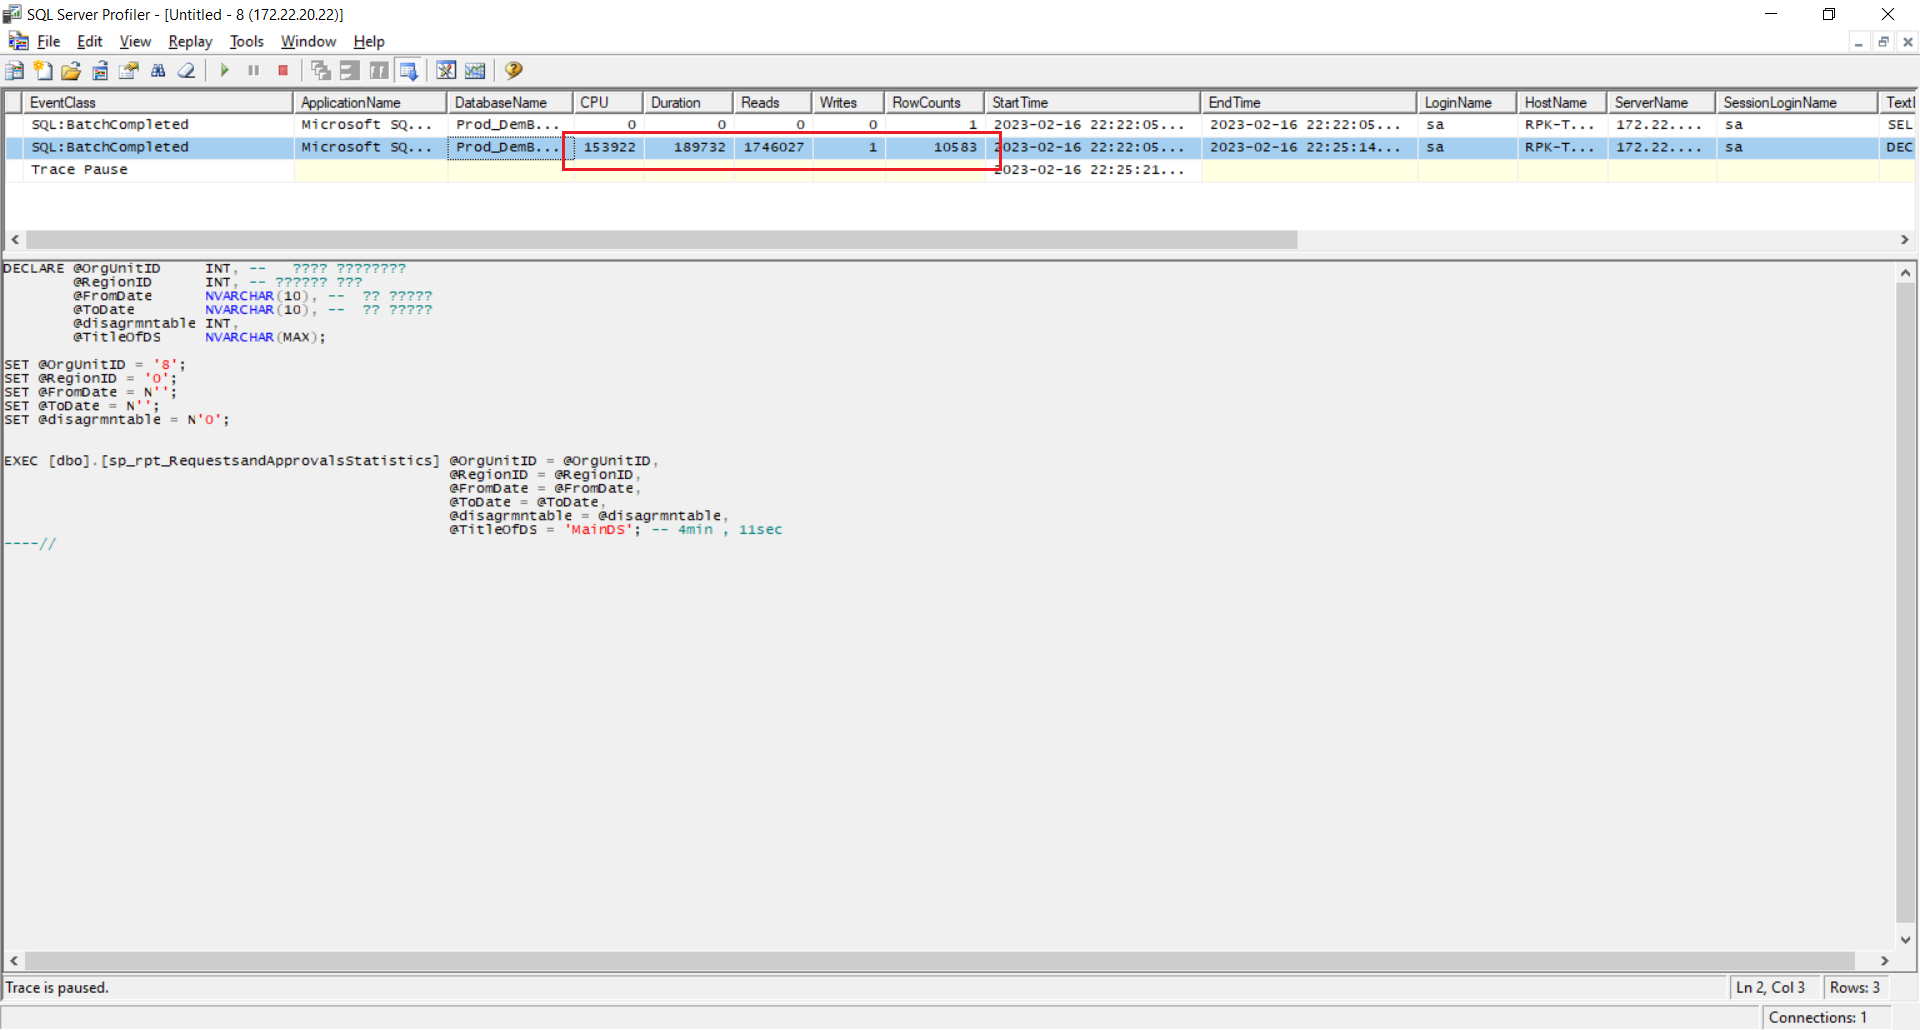 SQL Server Profiler - [Untitled - 8 (172.22.20.22)]
File Edit View Replay Tools Window Help
EventClass ApplicationName DatabaseName CPU Duration Reads Writes RowCounts StartTime EndTime LoginName HostName ServerName SessionLoginName Text
SQL:BatchCompleted Microsoft SQ... Prod_DemB... 0 0 0 0 1 2023-02-16 22:22:05... 2023-02-16 22:22:05... sa RPK-T... 172.22.... sa SEL
SQL:BatchCompleted Microsoft SQ... Prod_DemB... 153922 189732 1746027 1 10583 2023-02-16 22:22:05... 2023-02-16 22:25:14... sa RPK-T... 172.22.... sa DEC
Trace Pause 2023-02-16 22:25:21...
DECLARE @OrgUnitID INT, -- ???? ????????
@RegionID INT, -- ?????? ???
@FromDate NVARCHAR(10), -- ?? ?????
@ToDate NVARCHAR(10), -- ?? ?????
@disagrmntable INT,
@TitleOfDS NVARCHAR(MAX);
SET @OrgUnitID = '8';
SET @RegionID = '0';
SET @FromDate = N'';
SET @ToDate = N'';
SET @disagrmntable = N'0';
EXEC [dbo].[sp_rpt_RequestsandApprovalsStatistics] @OrgUnitID = @OrgUnitID,
@RegionID = @RegionID,
@FromDate = @FromDate,
@ToDate = @ToDate,
@disagrmntable = @disagrmntable,
@TitleOfDS = 'MainDS'; -- 4min , 11sec
----//
Trace is paused.
Ln 2, Col 3
Rows: 3
Connections: 1